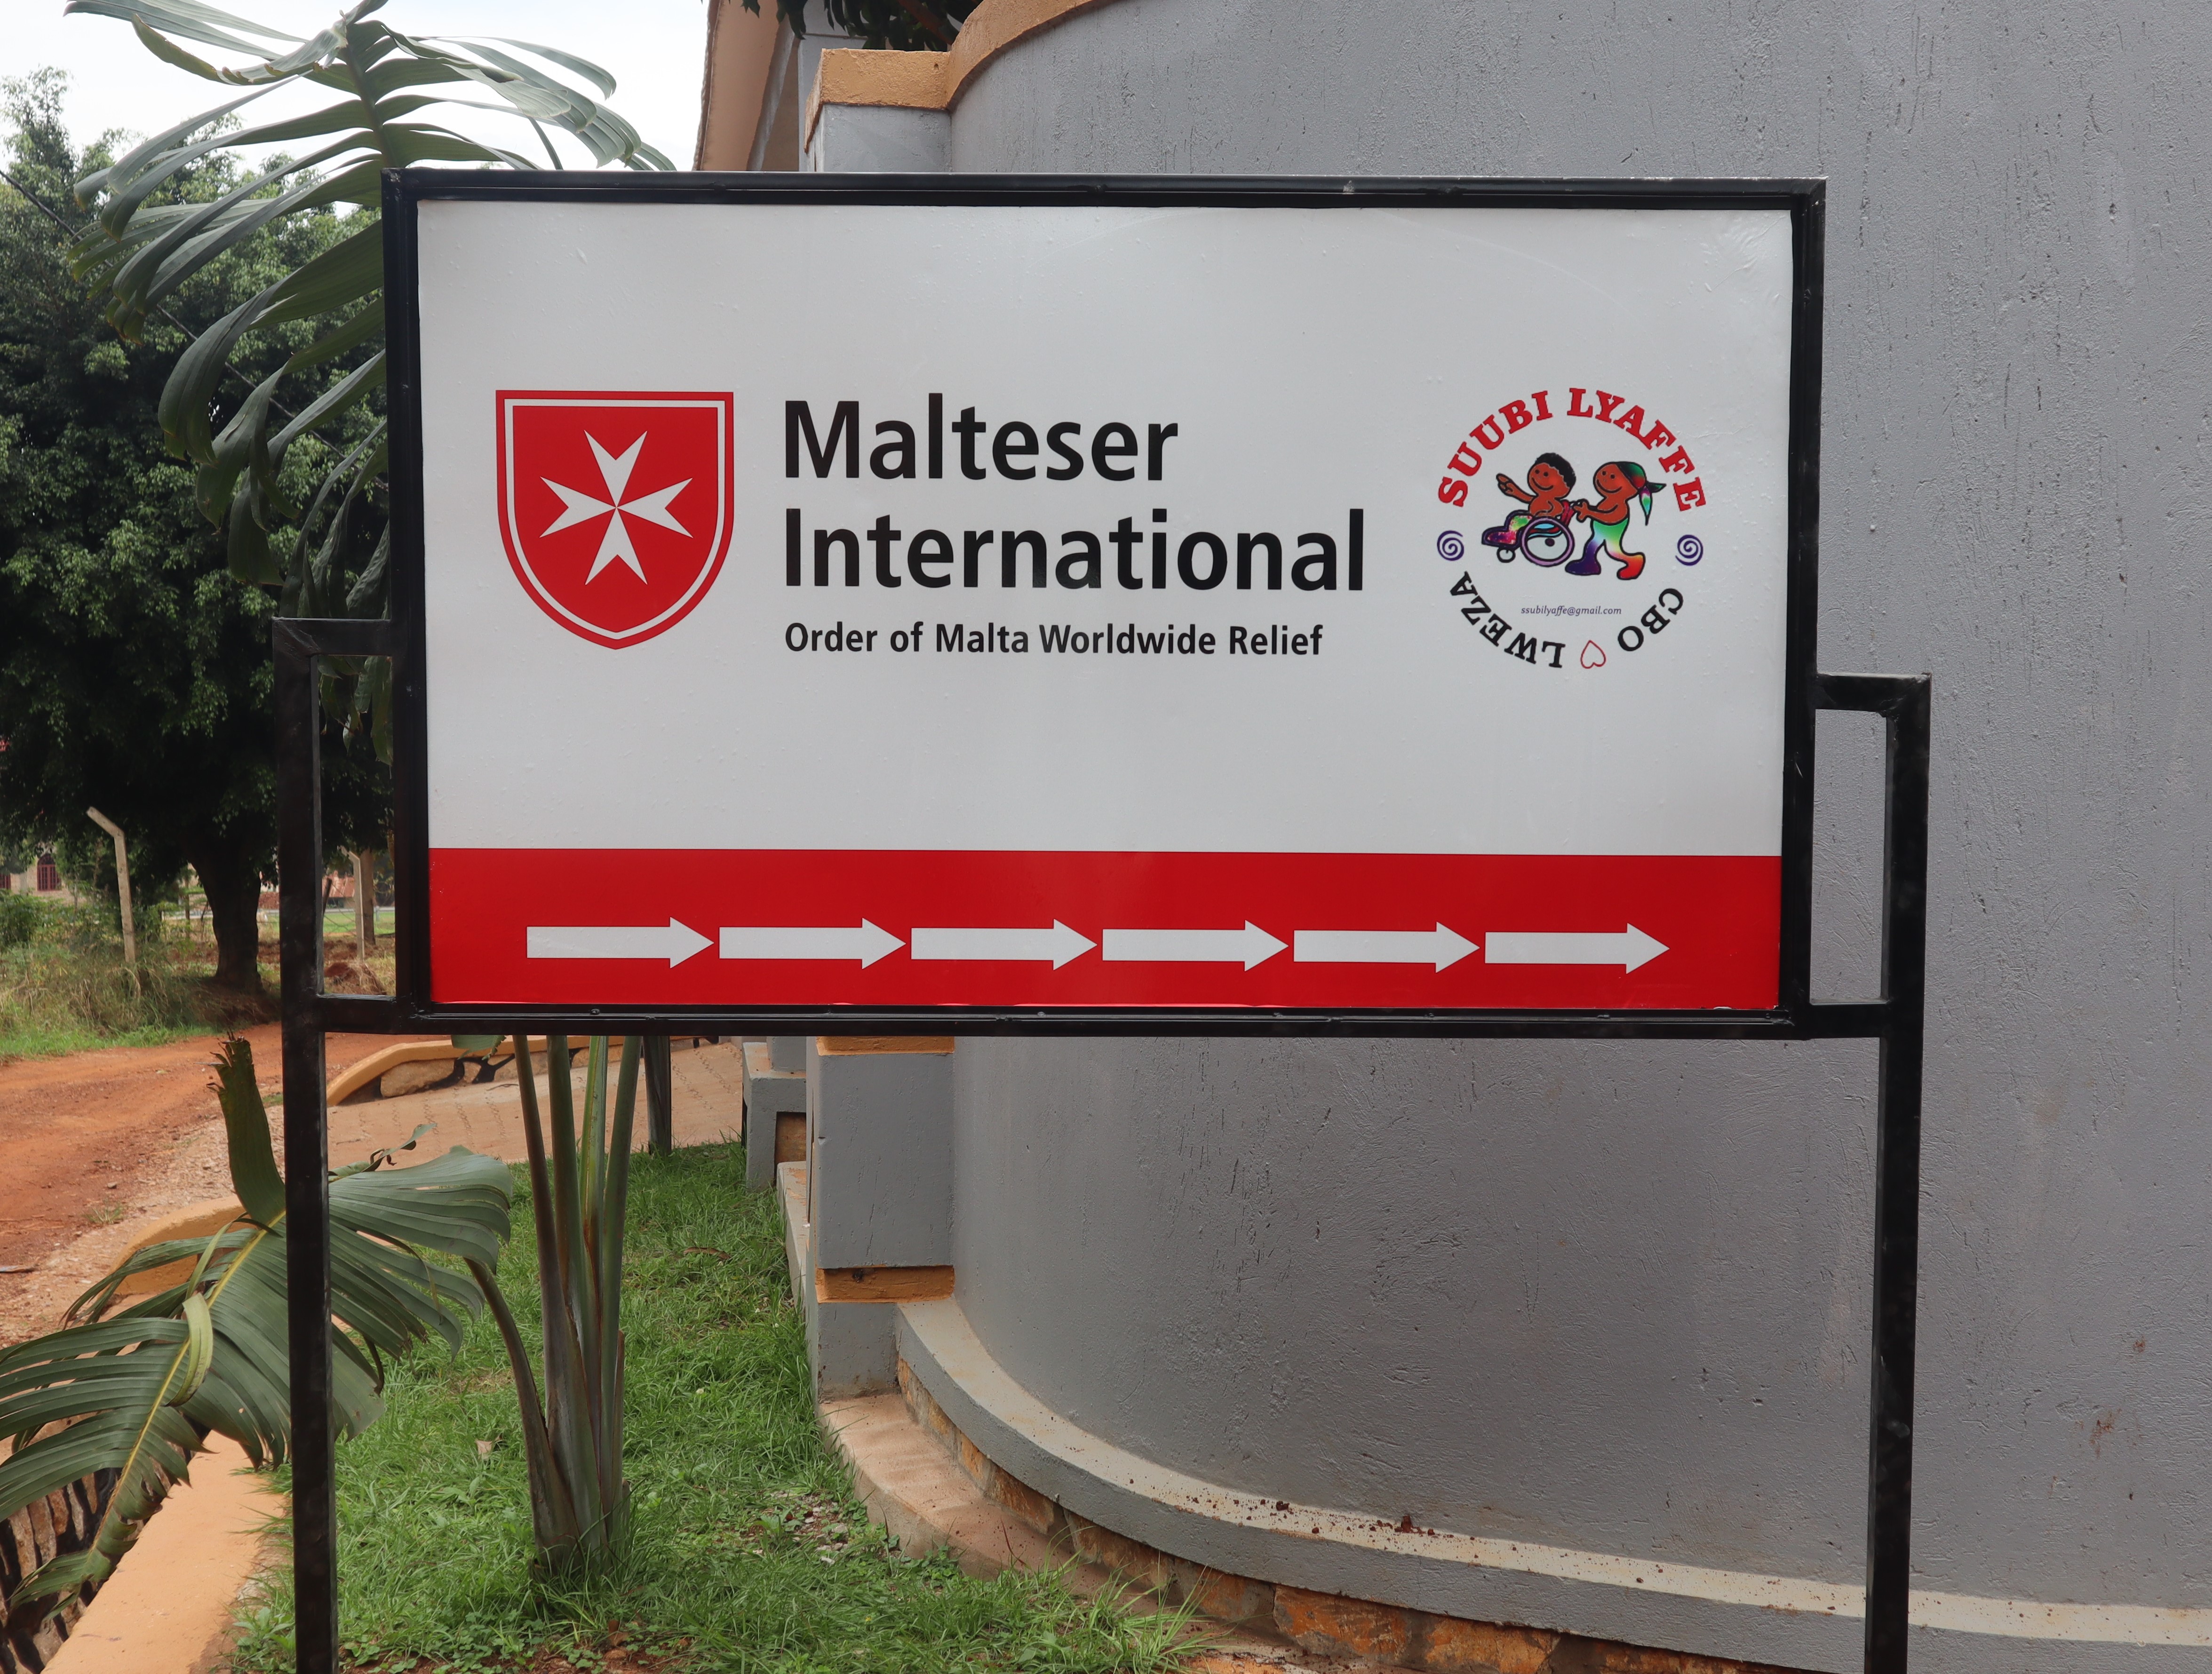 Malteser
International
Order of Malta Worldwide Relief
SUUBI LYAFFE
ssubilyaffe@gmail.com
LWEZA CBO